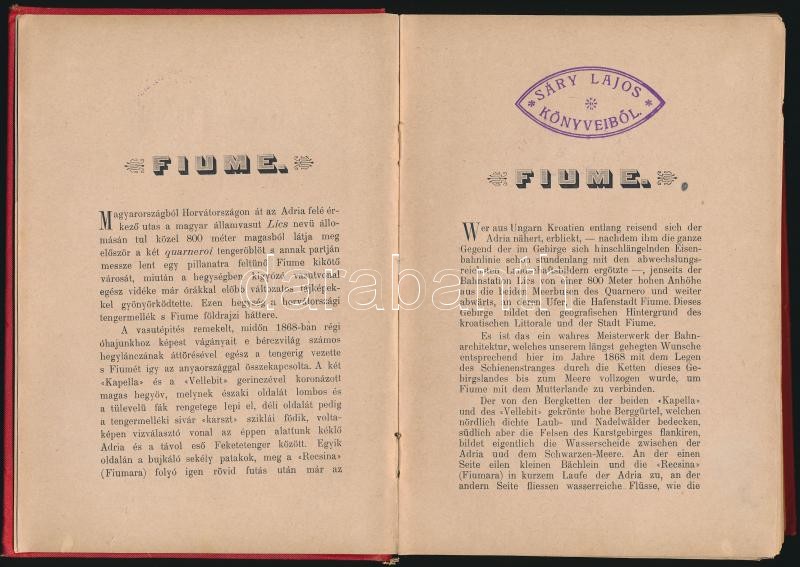 FIUME.
Magyarországból Horvátországon át az Adria felé ér-
kező utas a magyar államvasut Lics nevü állo-
másán tul közel 800 méter magasból látja meg
először a két quarneroi tengeröblöt s annak partján
messze lent egy pillanatra feltünő Fiume kikötő
városát, miután a hegységben kigyózó vasutvonal
egész vidéke már órákkal előbb változatos tájképek-
kel gyönyörködtette. Ezen hegység a horvátországi
tengermellék s Fiume földrajzi háttere.
A vasutépités remekelt, midőn 1868-ban régi
óhajunkhoz képest vágányait e bérczvilág számos
hegylánczának áttörésével egész a tengerig vezette
s Fiumét igy az anyaországgal összekapcsolta. A két
«Kapella» és a «Vellebit» gerinczével koronázott
magas hegyöv, melynek északi oldalát lombos és
a tülevelü fák rengetege lepi el, déli oldalát pedig
a tengermelléki sivár «karszt» sziklái födik, volta-
képen vizválasztó vonal az éppen alattunk kéklő
Adria és a távol eső Feketetenger között. Egyik
oldalán a bujkáló sekély patakok, meg a «Recsina»
(Fiumara) folyó igen rövid futás után már az
SÁRY LAJOS
KÖNYVEIBŐL.
FIUME.
Wer aus Ungarn Kroatien entlang reisend sich der
Adria nähert, erblickt, — nachdem ihm die ganze
Gegend der im Gebirge sich hinschlängelnden Eisen-
bahnlinie schon stundenlang mit den abwechslungs-
reichsten Landschaftsbildern ergötzte —, jenseits der
Bahnstation Lics von einer 800 Meter hohen Anhöhe
aus die beiden Meerbusen des Quarnero und weiter
abwärts, an deren Ufer, die Hafenstadt Fiume. Dieses
Gebirge bildet den geografischen Hintergrund des
kroatischen Littorale und der Stadt Fiume.
Es ist das ein wahres Meisterwerk der Bahn-
architektur, welches unserem längst gehegten Wunsche
entsprechend hier im Jahre 1868 mit dem Legen
des Schienenstranges durch die Ketten dieses Ge-
birgslandes bis zum Meere vollzogen wurde, um
Fiume mit dem Mutterlande zu verbinden.
Der von den Bergketten der beiden «Kapella»
und des «Vellebit» gekrönte hohe Berggürtel, welchen
nördlich dichte Laub- und Nadelwälder bedecken,
südlich aber die Felsen des Karstgebirges flankiren,
bildet eigentlich die Wasserscheide zwischen der
Adria und dem Schwarzen-Meere. An der einen
Seite eilen kleinen Bächlein und die «Recsina»
(Fiumara) in kurzem Laufe der Adria zu, an der
andern Seite fliessen wasserreiche Flüsse, wie die